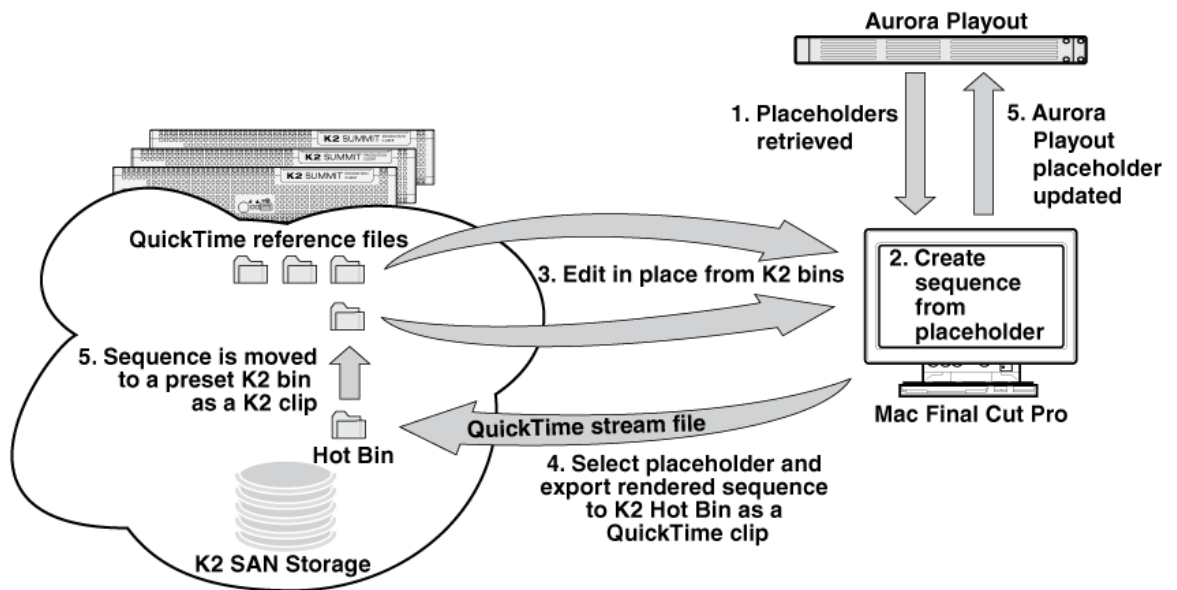 Aurora Playout
1. Placeholders
retrieved
5. Aurora
Playout
placeholder
updated
K2 SUMMIT
K2 SUMMIT
K2 SUMMIT
QuickTime reference files
3. Edit in place from K2 bins
2. Create
sequence
from
placeholder
5. Sequence is moved
to a preset K2 bin
as a K2 clip
Mac Final Cut Pro
QuickTime stream file
Hot Bin
4. Select placeholder and
export rendered sequence
to K2 Hot Bin as a
QuickTime clip
K2 SAN Storage